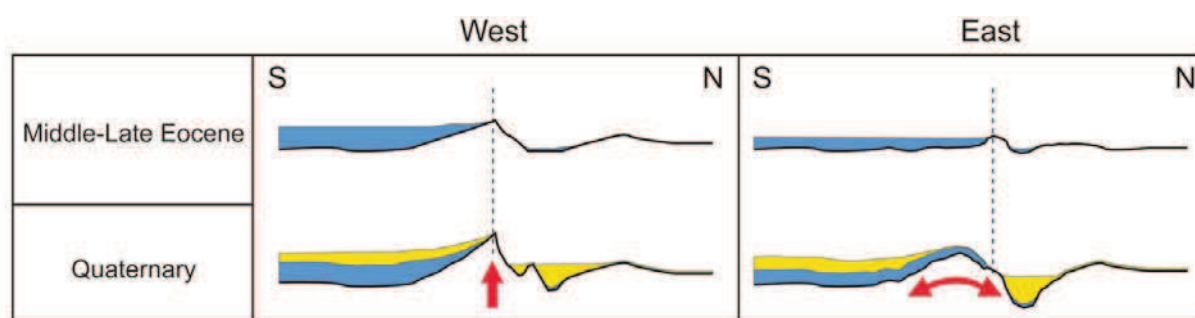 West
East
S
N
S
N
Middle-Late Eocene
Quaternary